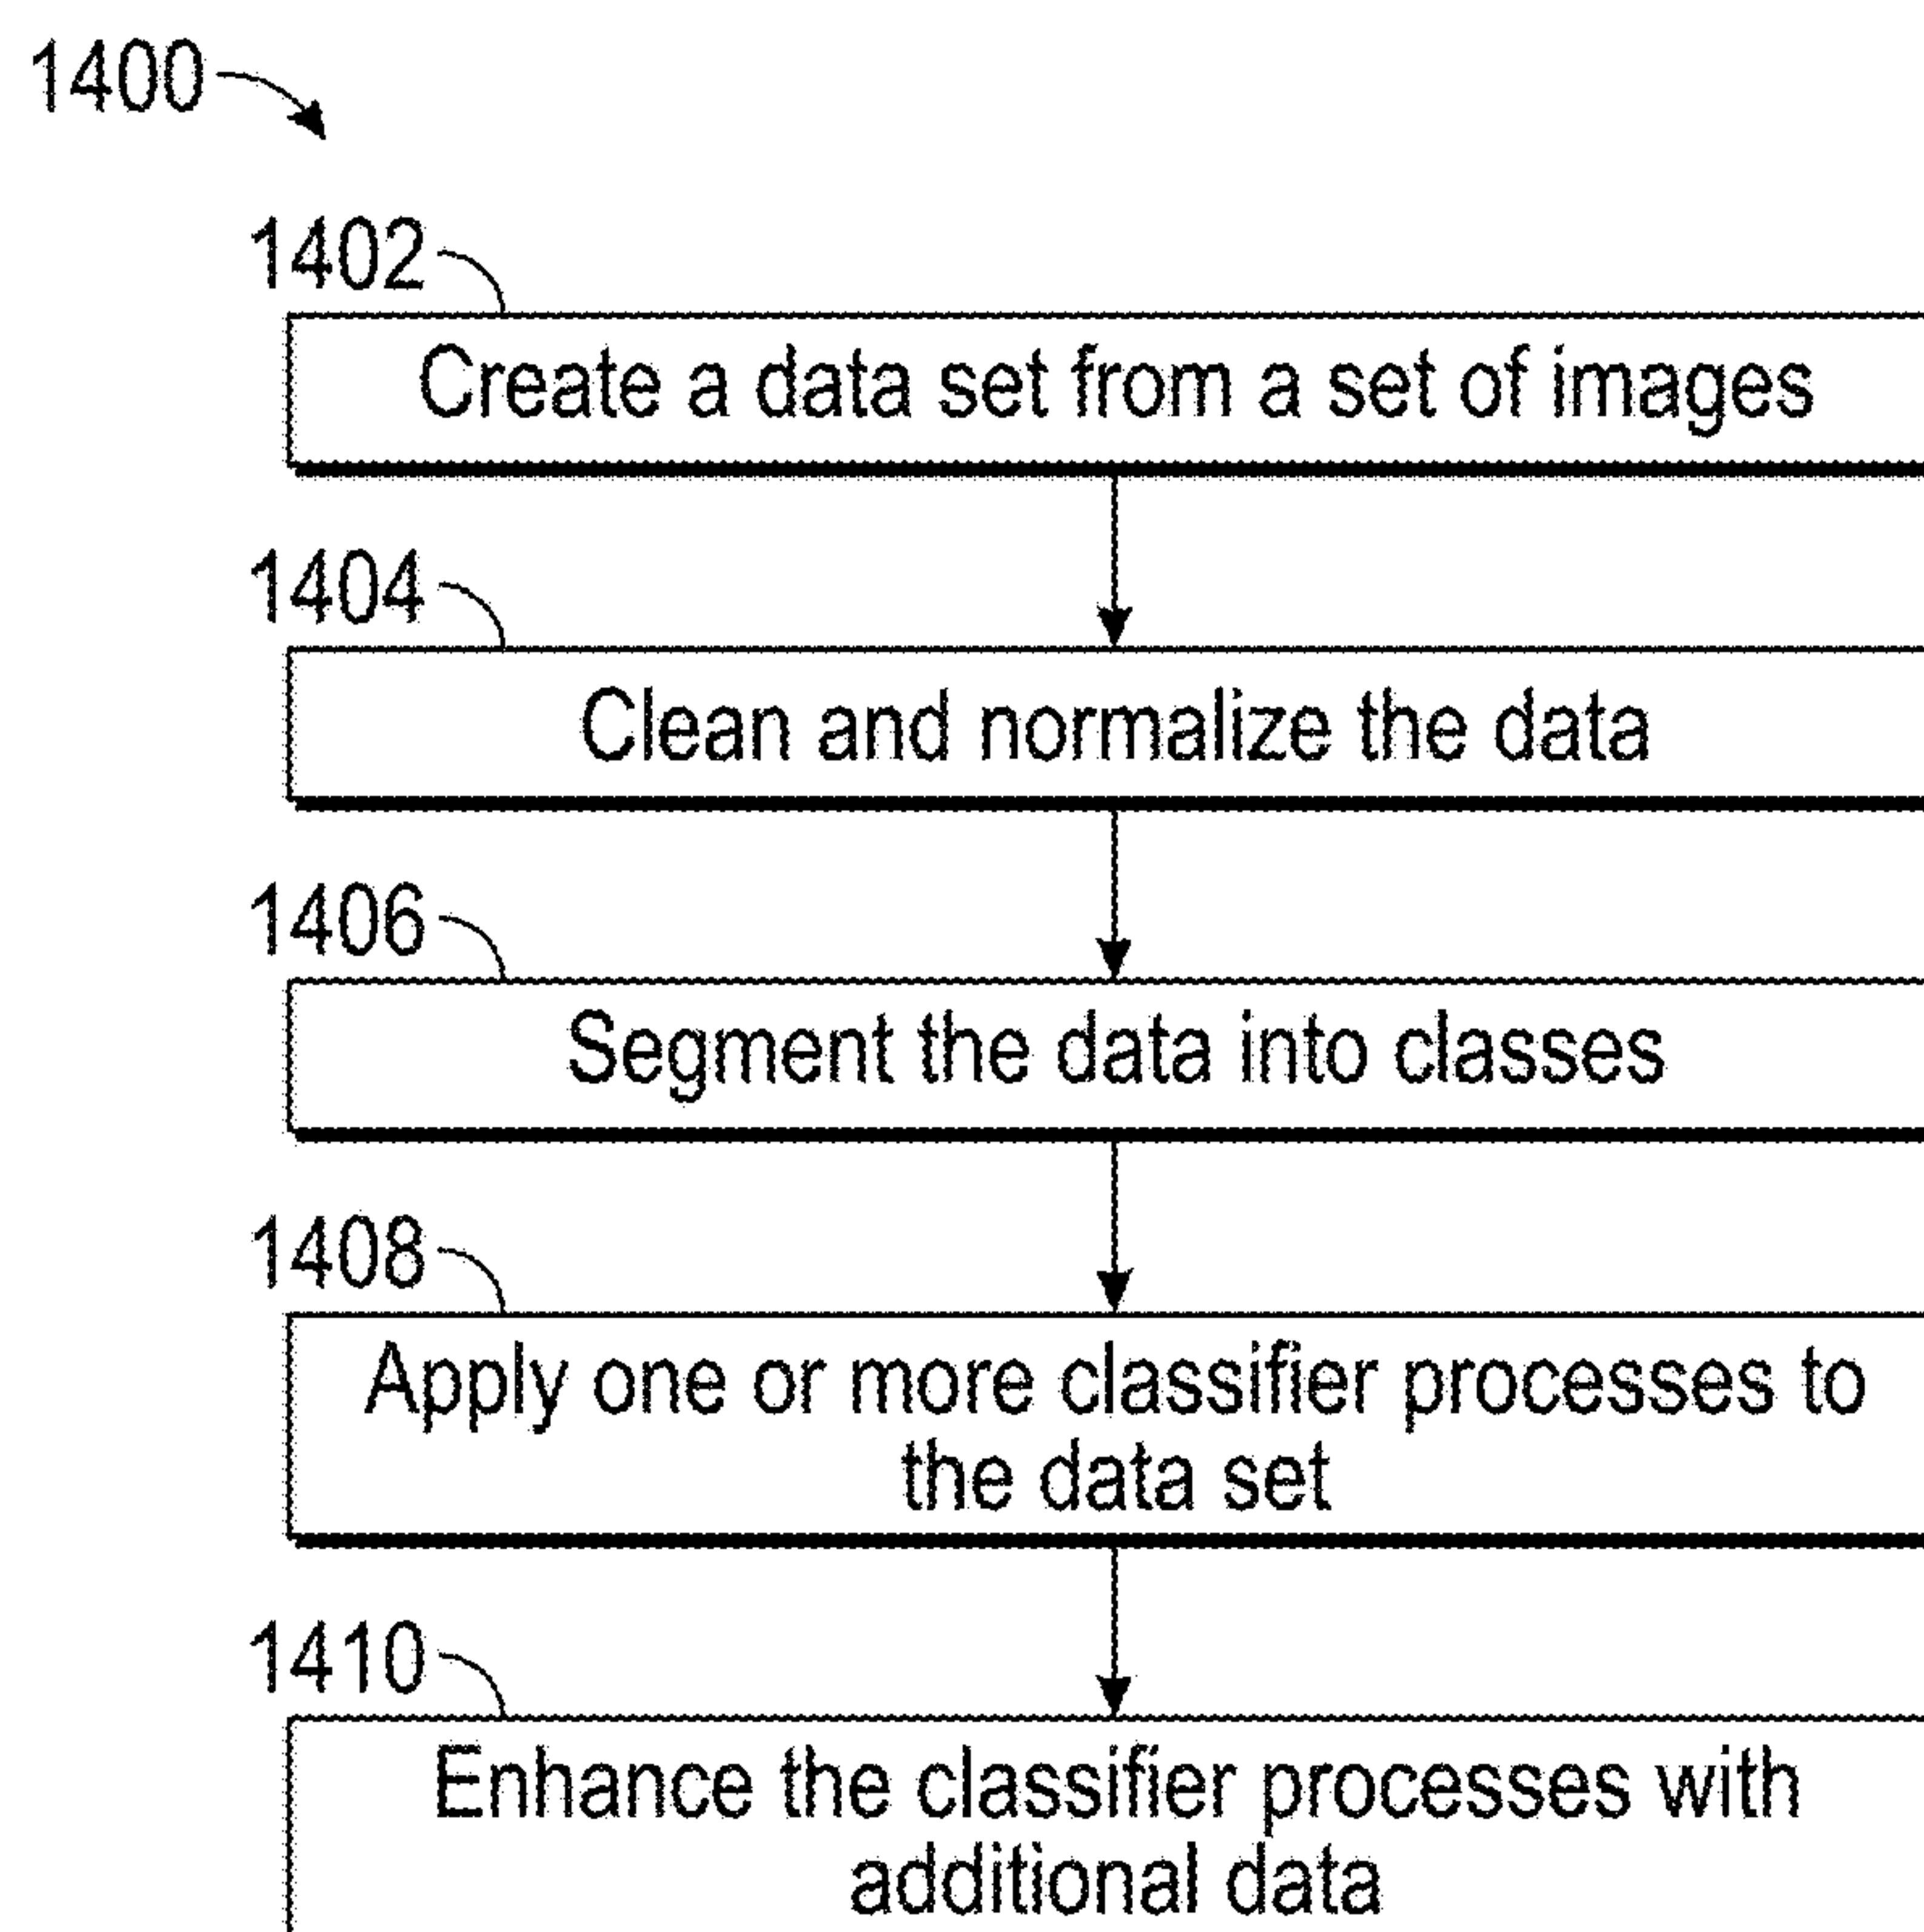 1400
1402
Create a data set from a set of images
1404
Clean and normalize the data
1406
Segment the data into classes
1408
Apply one or more classifier processes to
the data set
1410
Enhance the classifier processes with
additional data